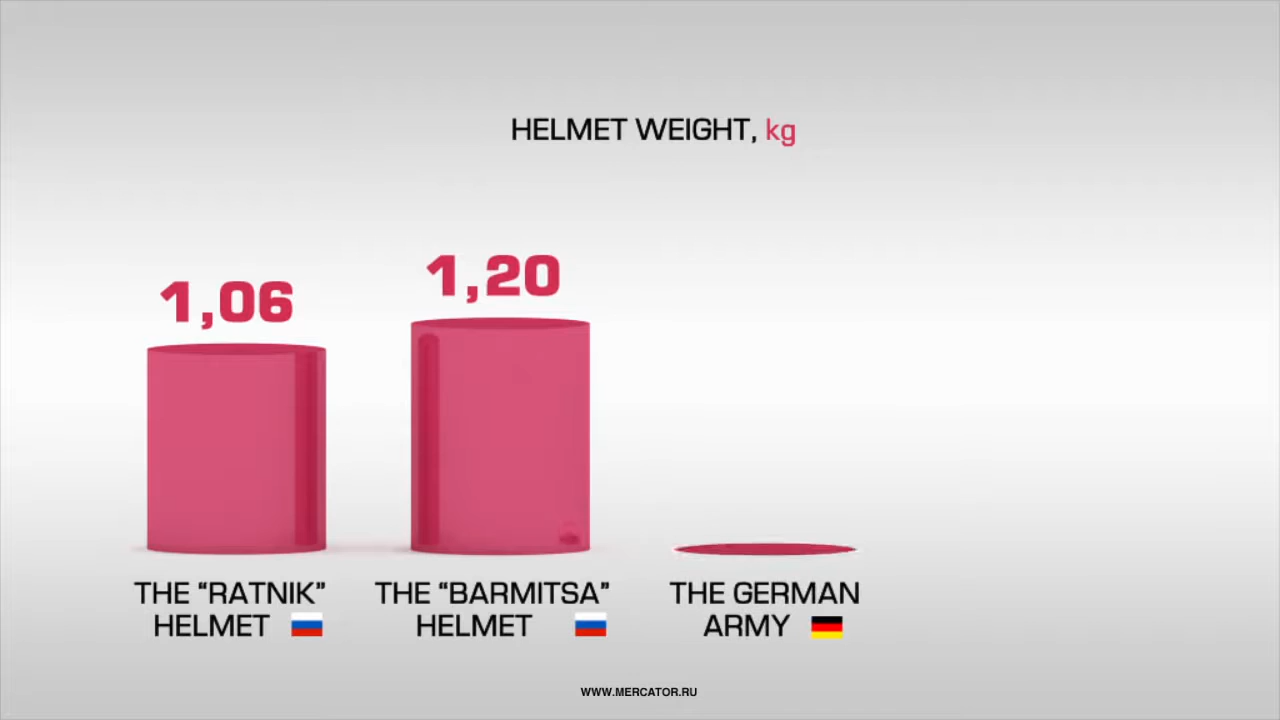 HELMET WEIGHT, kg
1,06
1,20
THE “RATNIK”
HELMET
THE “BARMITSA”
HELMET
THE GERMAN
ARMY
WWW.MERCATOR.RU